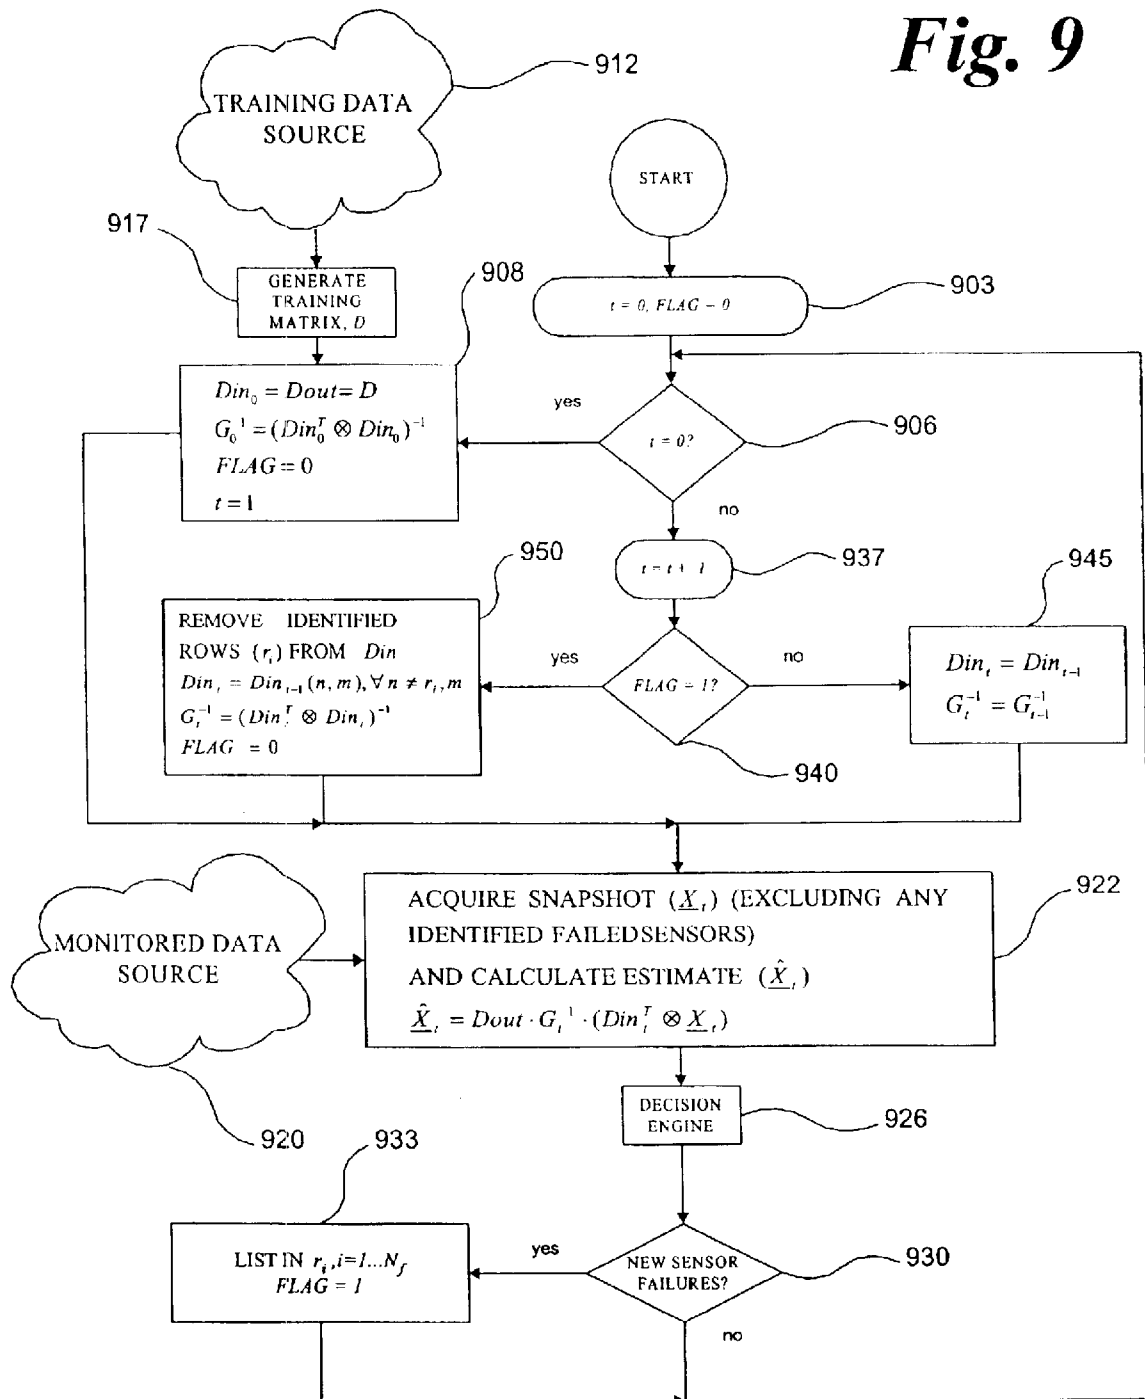 Fig. 9
912
TRAINING DATA
SOURCE
START
917
GENERATE
TRAINING
MATRIX, D
908
903
t = 0, FLAG = 0
Din₀ = Dout = D
G₀⁻¹ = (Din₀ᵀ ⊗ Din₀)⁻¹
FLAG = 0
t = 1
yes
t = 0?
906
no
950
t = t + 1
937
945
REMOVE IDENTIFIED
ROWS (rᵢ) FROM Din
Dinₜ = Dinₜ₋₁(n, m), ∀ n ≠ rᵢ, m
Gₜ⁻¹ = (Dinₜᵀ ⊗ Dinₜ)⁻¹
FLAG = 0
yes
FLAG = 1?
no
Dinₜ = Dinₜ₋₁
Gₜ⁻¹ = Gₜ₋₁⁻¹
940
MONITORED DATA
SOURCE
ACQUIRE SNAPSHOT (X̲ₜ) (EXCLUDING ANY
IDENTIFIED FAILED SENSORS)
AND CALCULATE ESTIMATE (X̲̂ₜ)
X̲̂ₜ = Dout · Gₜ⁻¹ · (Dinₜᵀ ⊗ X̲ₜ)
922
DECISION
ENGINE
926
920
933
LIST IN rᵢ, i=1...N_f
FLAG = 1
yes
NEW SENSOR
FAILURES?
930
no